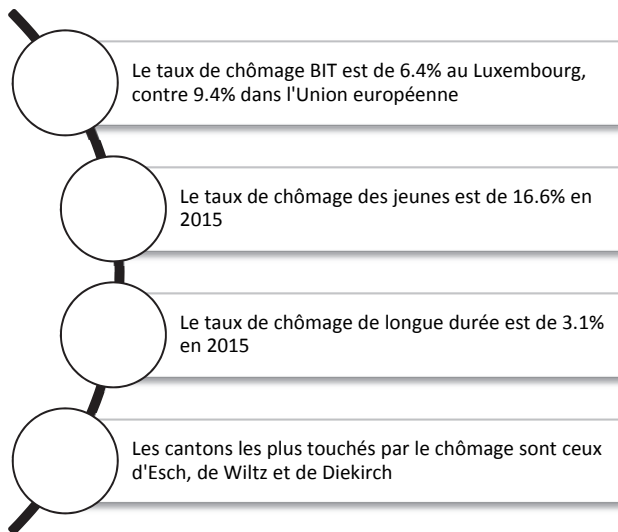 Le taux de chômage BIT est de 6.4% au Luxembourg,
contre 9.4% dans l'Union européenne
Le taux de chômage des jeunes est de 16.6% en
2015
Le taux de chômage de longue durée est de 3.1%
en 2015
Les cantons les plus touchés par le chômage sont ceux
d'Esch, de Wiltz et de Diekirch